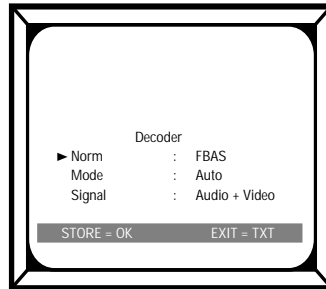 Decoder
► Norm : FBAS
Mode : Auto
Signal : Audio + Video
STORE = OK EXIT = TXT